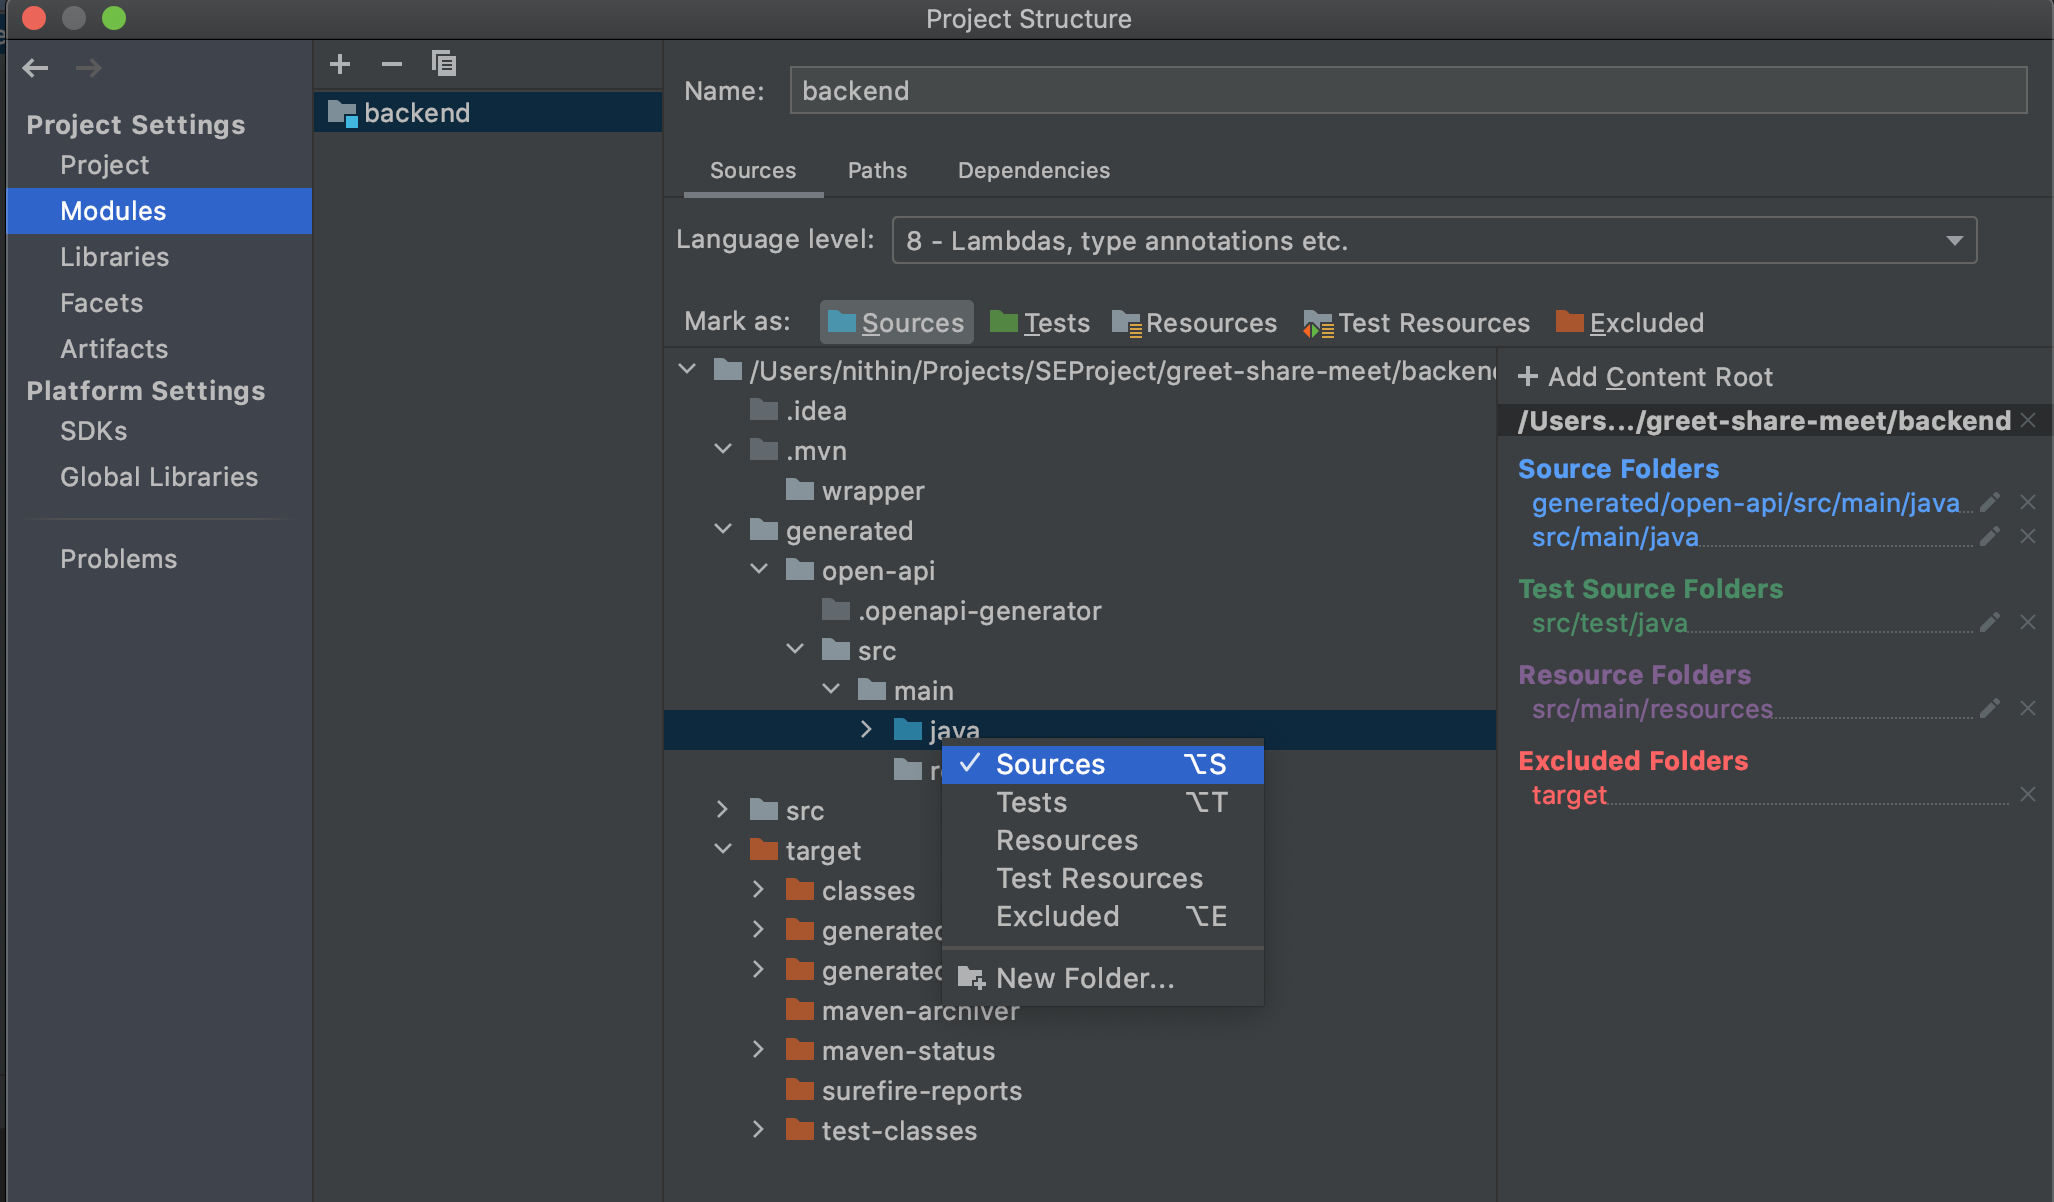 Project Structure
Project Settings
Project
Modules
Libraries
Facets
Artifacts
Platform Settings
SDKs
Global Libraries
Problems
backend
Name: backend
Sources Paths Dependencies
Language level: 8 - Lambdas, type annotations etc.
Mark as: Sources Tests Resources Test Resources Excluded
/Users/nithin/Projects/SEProject/greet-share-meet/backend
.idea
.mvn
wrapper
generated
open-api
.openapi-generator
src
main
java
src
target
classes
generated
generated
maven-archiver
maven-status
surefire-reports
test-classes
Sources ⌥S
Tests ⌥T
Resources
Test Resources
Excluded ⌥E
New Folder...
Add Content Root
/Users.../greet-share-meet/backend
Source Folders
generated/open-api/src/main/java
src/main/java
Test Source Folders
src/test/java
Resource Folders
src/main/resources
Excluded Folders
target